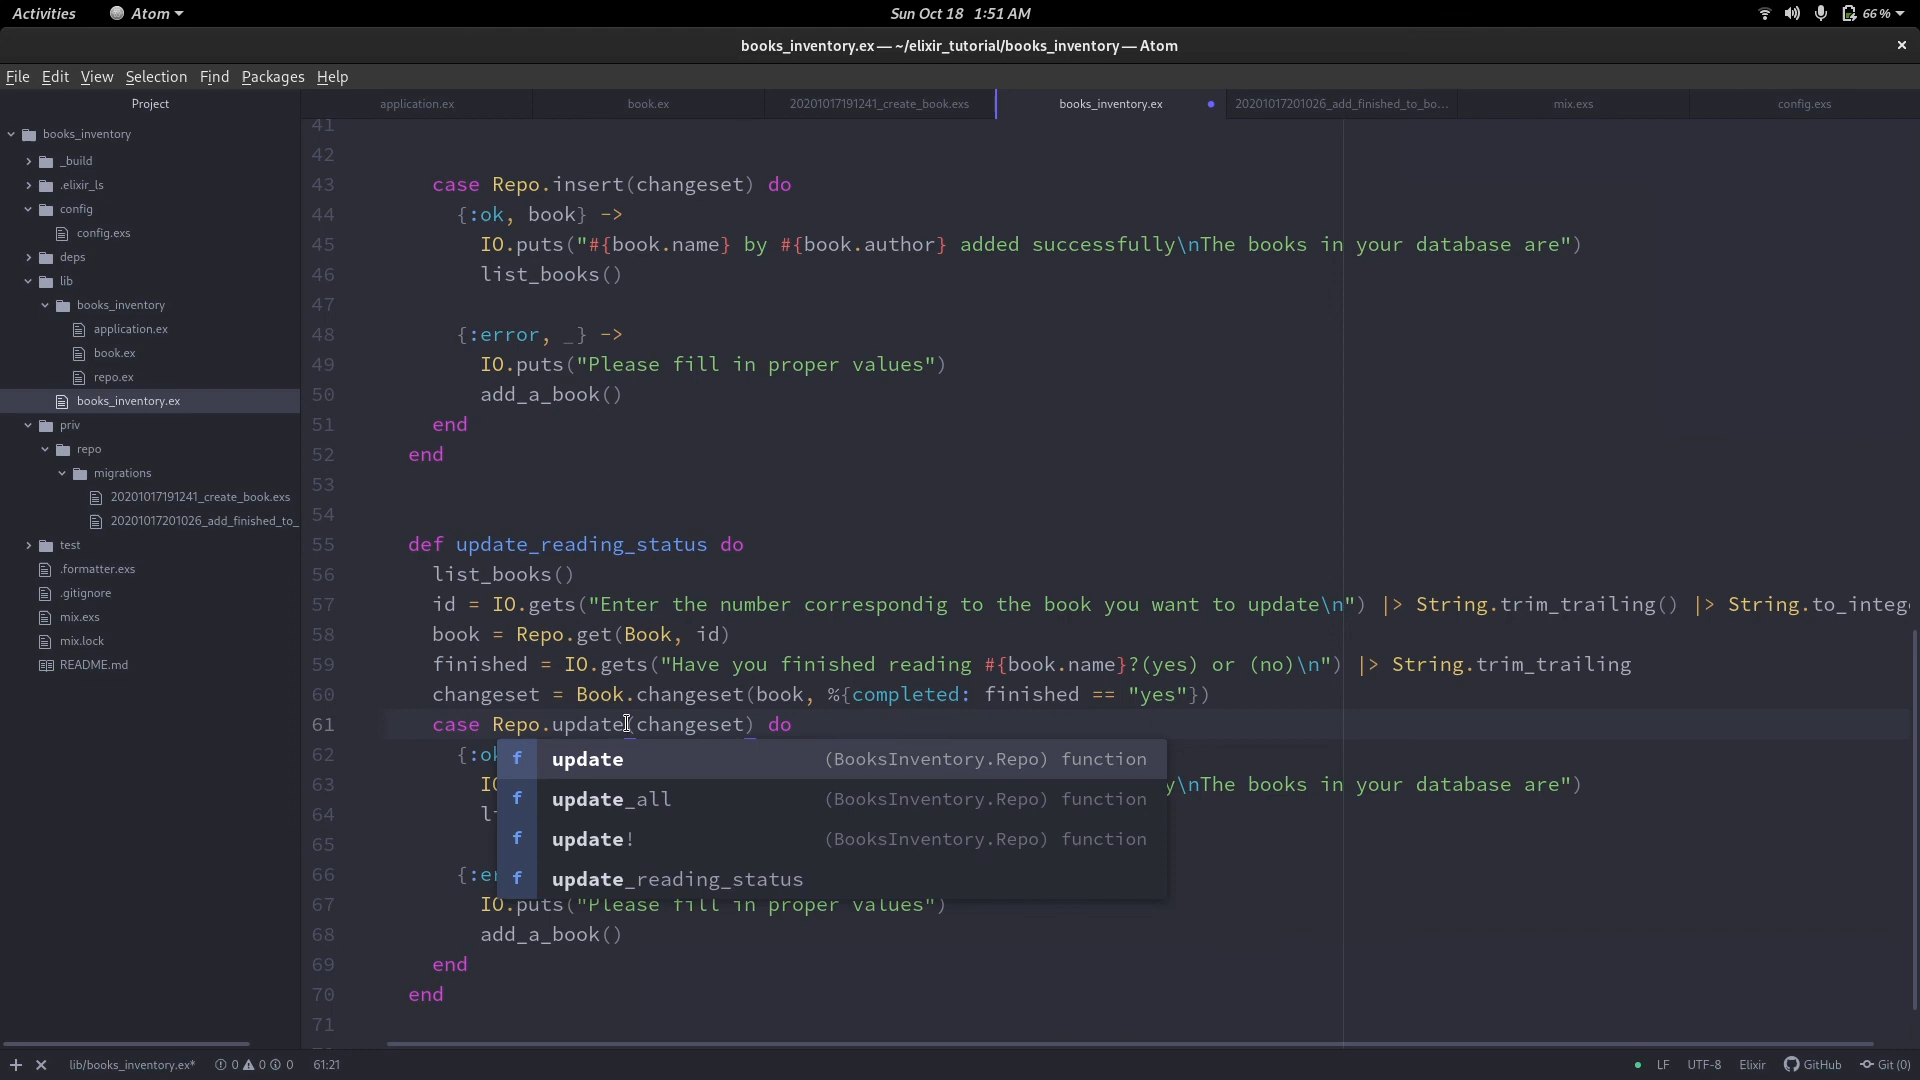 Activities Atom Sun Oct 18 1:51 AM 66 %
books_inventory.ex — ~/elixir_tutorial/books_inventory — Atom
File Edit View Selection Find Packages Help
Project
books_inventory
_build
.elixir_ls
config
config.exs
deps
lib
books_inventory
application.ex
book.ex
repo.ex
books_inventory.ex
priv
repo
migrations
20201017191241_create_book.exs
20201017201026_add_finished_to_
test
.formatter.exs
.gitignore
mix.exs
mix.lock
README.md
application.ex book.ex 20201017191241_create_book.exs books_inventory.ex 20201017201026_add_finished_to_bo... mix.exs config.exs
41
42
43 case Repo.insert(changeset) do
44 {:ok, book} ->
45 IO.puts("#{book.name} by #{book.author} added successfully\nThe books in your database are")
46 list_books()
47
48 {:error, _} ->
49 IO.puts("Please fill in proper values")
50 add_a_book()
51 end
52 end
53
54
55 def update_reading_status do
56 list_books()
57 id = IO.gets("Enter the number correspondig to the book you want to update\n") |> String.trim_trailing() |> String.to_integ
58 book = Repo.get(Book, id)
59 finished = IO.gets("Have you finished reading #{book.name}?(yes) or (no)\n") |> String.trim_trailing
60 changeset = Book.changeset(book, %{completed: finished == "yes"})
61 case Repo.update(changeset) do
62 {:ok
63 IO y\nThe books in your database are")
64 li
65
66 {:er
67 IO.puts("Please fill in proper values")
68 add_a_book()
69 end
70 end
71
f update (BooksInventory.Repo) function
f update_all (BooksInventory.Repo) function
f update! (BooksInventory.Repo) function
f update_reading_status
lib/books_inventory.ex* 0 0 0 61:21 LF UTF-8 Elixir GitHub Git (0)